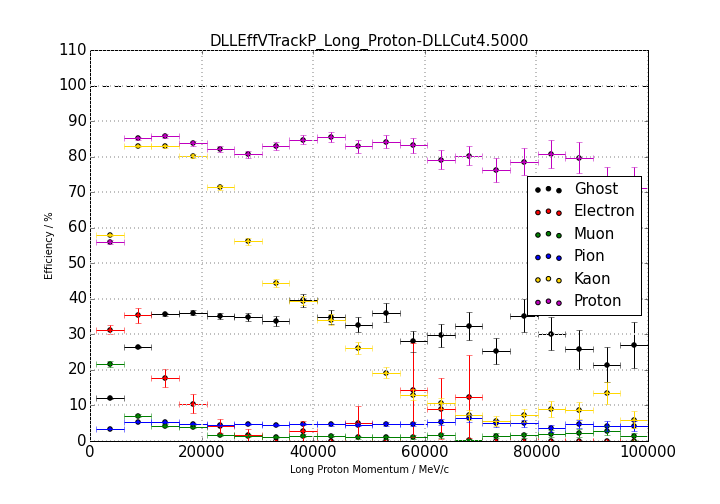 DLLEffVTrackP_Long_Proton-DLLCut4.5000
110
100
90
80
70
60
50
40
30
20
10
0
Efficiency / %
Ghost
Electron
Muon
Pion
Kaon
Proton
0 20000 40000 60000 80000 100000
Long Proton Momentum / MeV/c